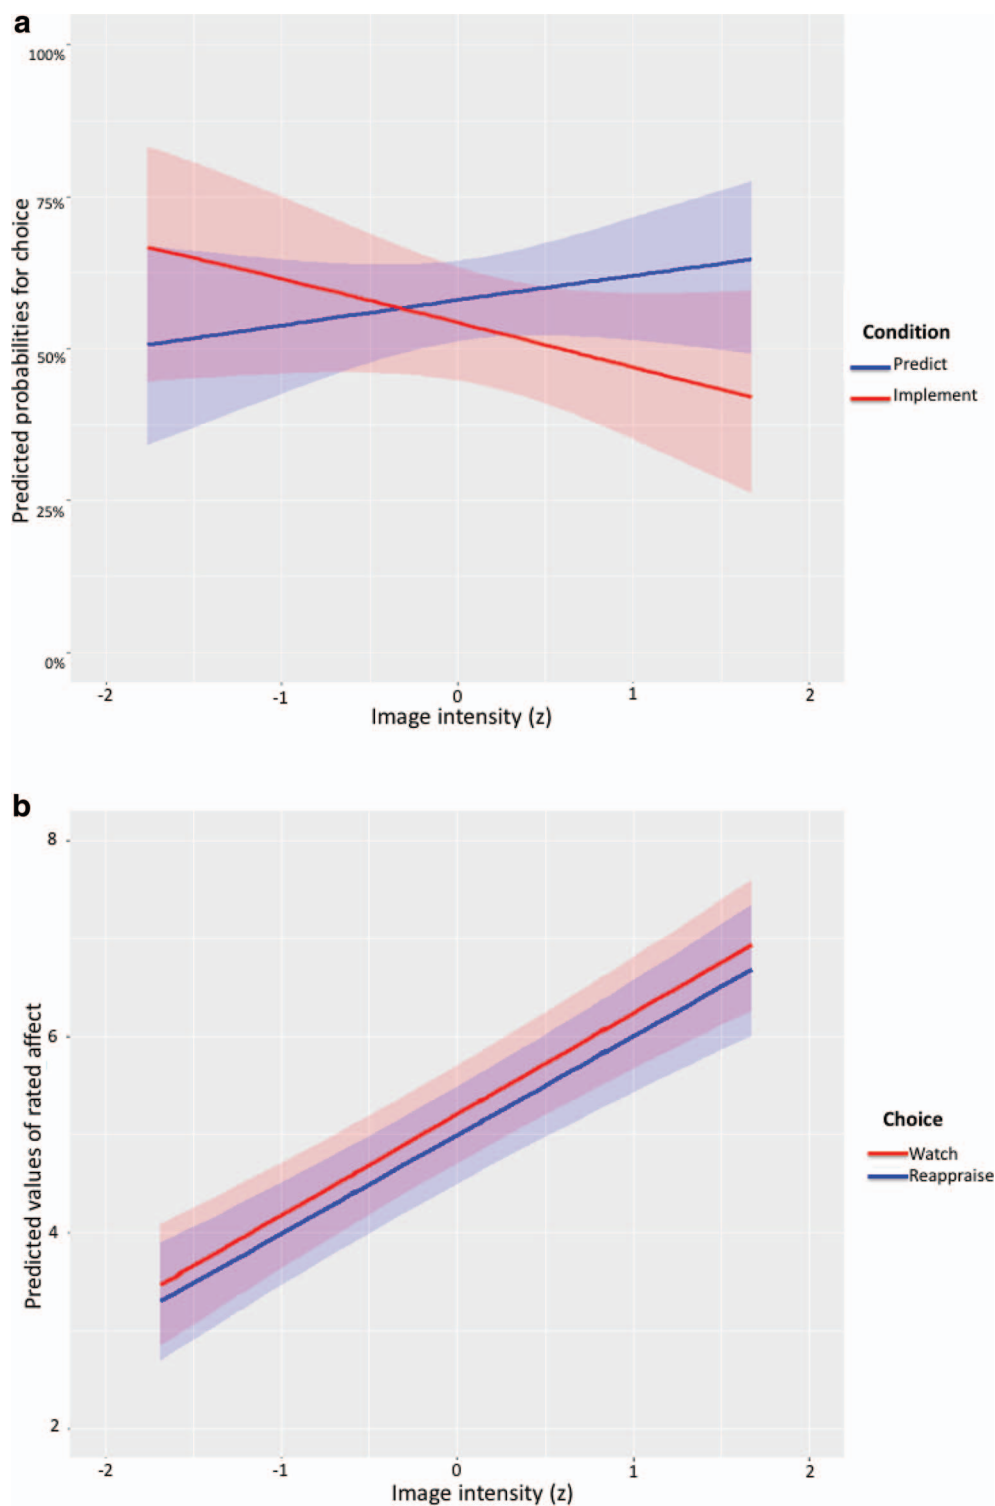 a
100%
75%
50%
25%
0%
Predicted probabilities for choice
-2 -1 0 1 2
Image intensity (z)
Condition
Predict
Implement
b
8
6
4
2
Predicted values of rated affect
-2 -1 0 1 2
Image intensity (z)
Choice
Watch
Reappraise